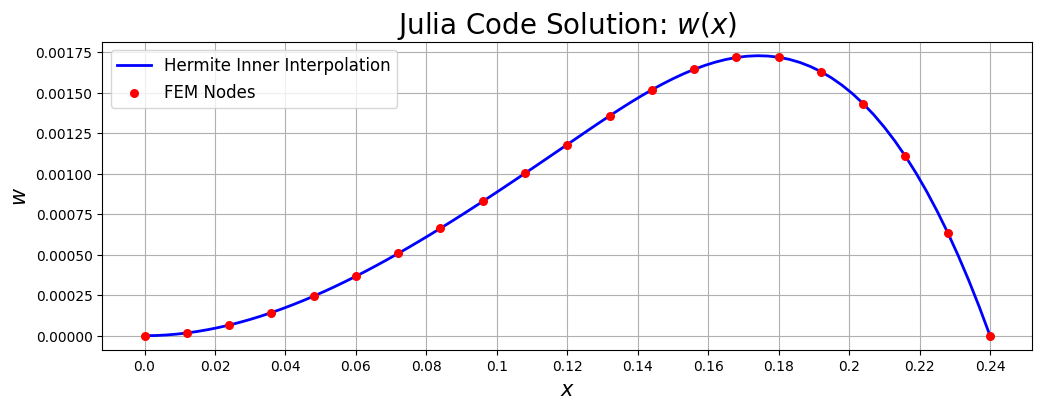 Julia Code Solution: w(x)
Hermite Inner Interpolation
FEM Nodes
0.00175
0.00150
0.00125
0.00100
0.00075
0.00050
0.00025
0.00000
w
0.0 0.02 0.04 0.06 0.08 0.1 0.12 0.14 0.16 0.18 0.2 0.22 0.24
x